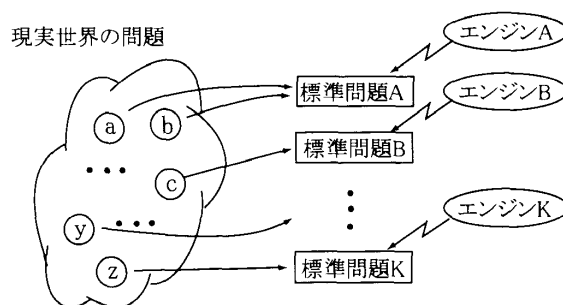 現実世界の問題
エンジンA
標準問題A
エンジンB
a
b
標準問題B
• • •
c
エンジンK
y
• • •
標準問題K
z